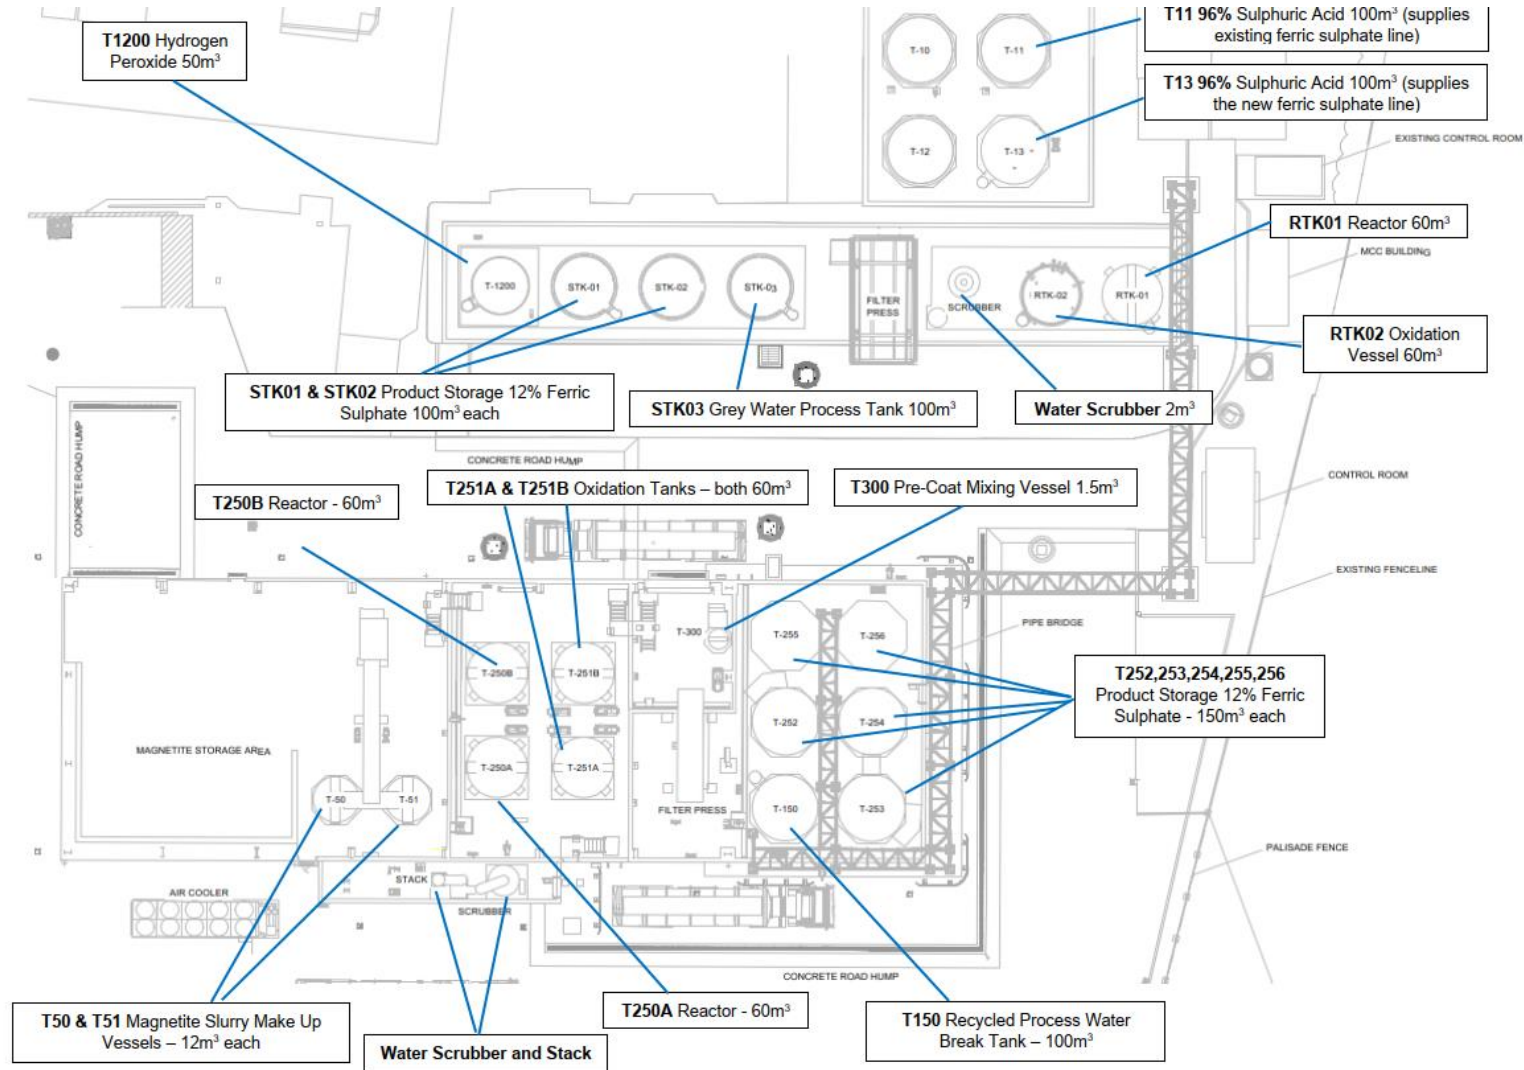 T11 96% Sulphuric Acid 100m³ (supplies
existing ferric sulphate line)
T1200 Hydrogen
Peroxide 50m³
T-10
T-11
T13 96% Sulphuric Acid 100m³ (supplies
the new ferric sulphate line)
EXISTING CONTROL ROOM
T-12
T-13
RTK01 Reactor 60m³
MCC BUILDING
T-1200
STK-01
STK-02
STK-03
FILTER
PRESS
SCRUBBER
RTK-02
RTK-01
RTK02 Oxidation
Vessel 60m³
STK01 & STK02 Product Storage 12% Ferric
Sulphate 100m³ each
STK03 Grey Water Process Tank 100m³
Water Scrubber 2m³
CONCRETE ROAD HUMP
CONCRETE ROAD HUMP
T250B Reactor - 60m³
T251A & T251B Oxidation Tanks – both 60m³
T300 Pre-Coat Mixing Vessel 1.5m³
CONTROL ROOM
EXISTING FENCELINE
PIPE BRIDGE
T-300
T-255
T-256
T-250B
T-251B
T252,253,254,255,256
Product Storage 12% Ferric
Sulphate - 150m³ each
T-252
T-254
MAGNETITE STORAGE AREA
T-250A
T-251A
T-50
T-51
FILTER PRESS
T-150
T-253
PALISADE FENCE
STACK
AIR COOLER
SCRUBBER
CONCRETE ROAD HUMP
T50 & T51 Magnetite Slurry Make Up
Vessels – 12m³ each
Water Scrubber and Stack
T250A Reactor - 60m³
T150 Recycled Process Water
Break Tank – 100m³